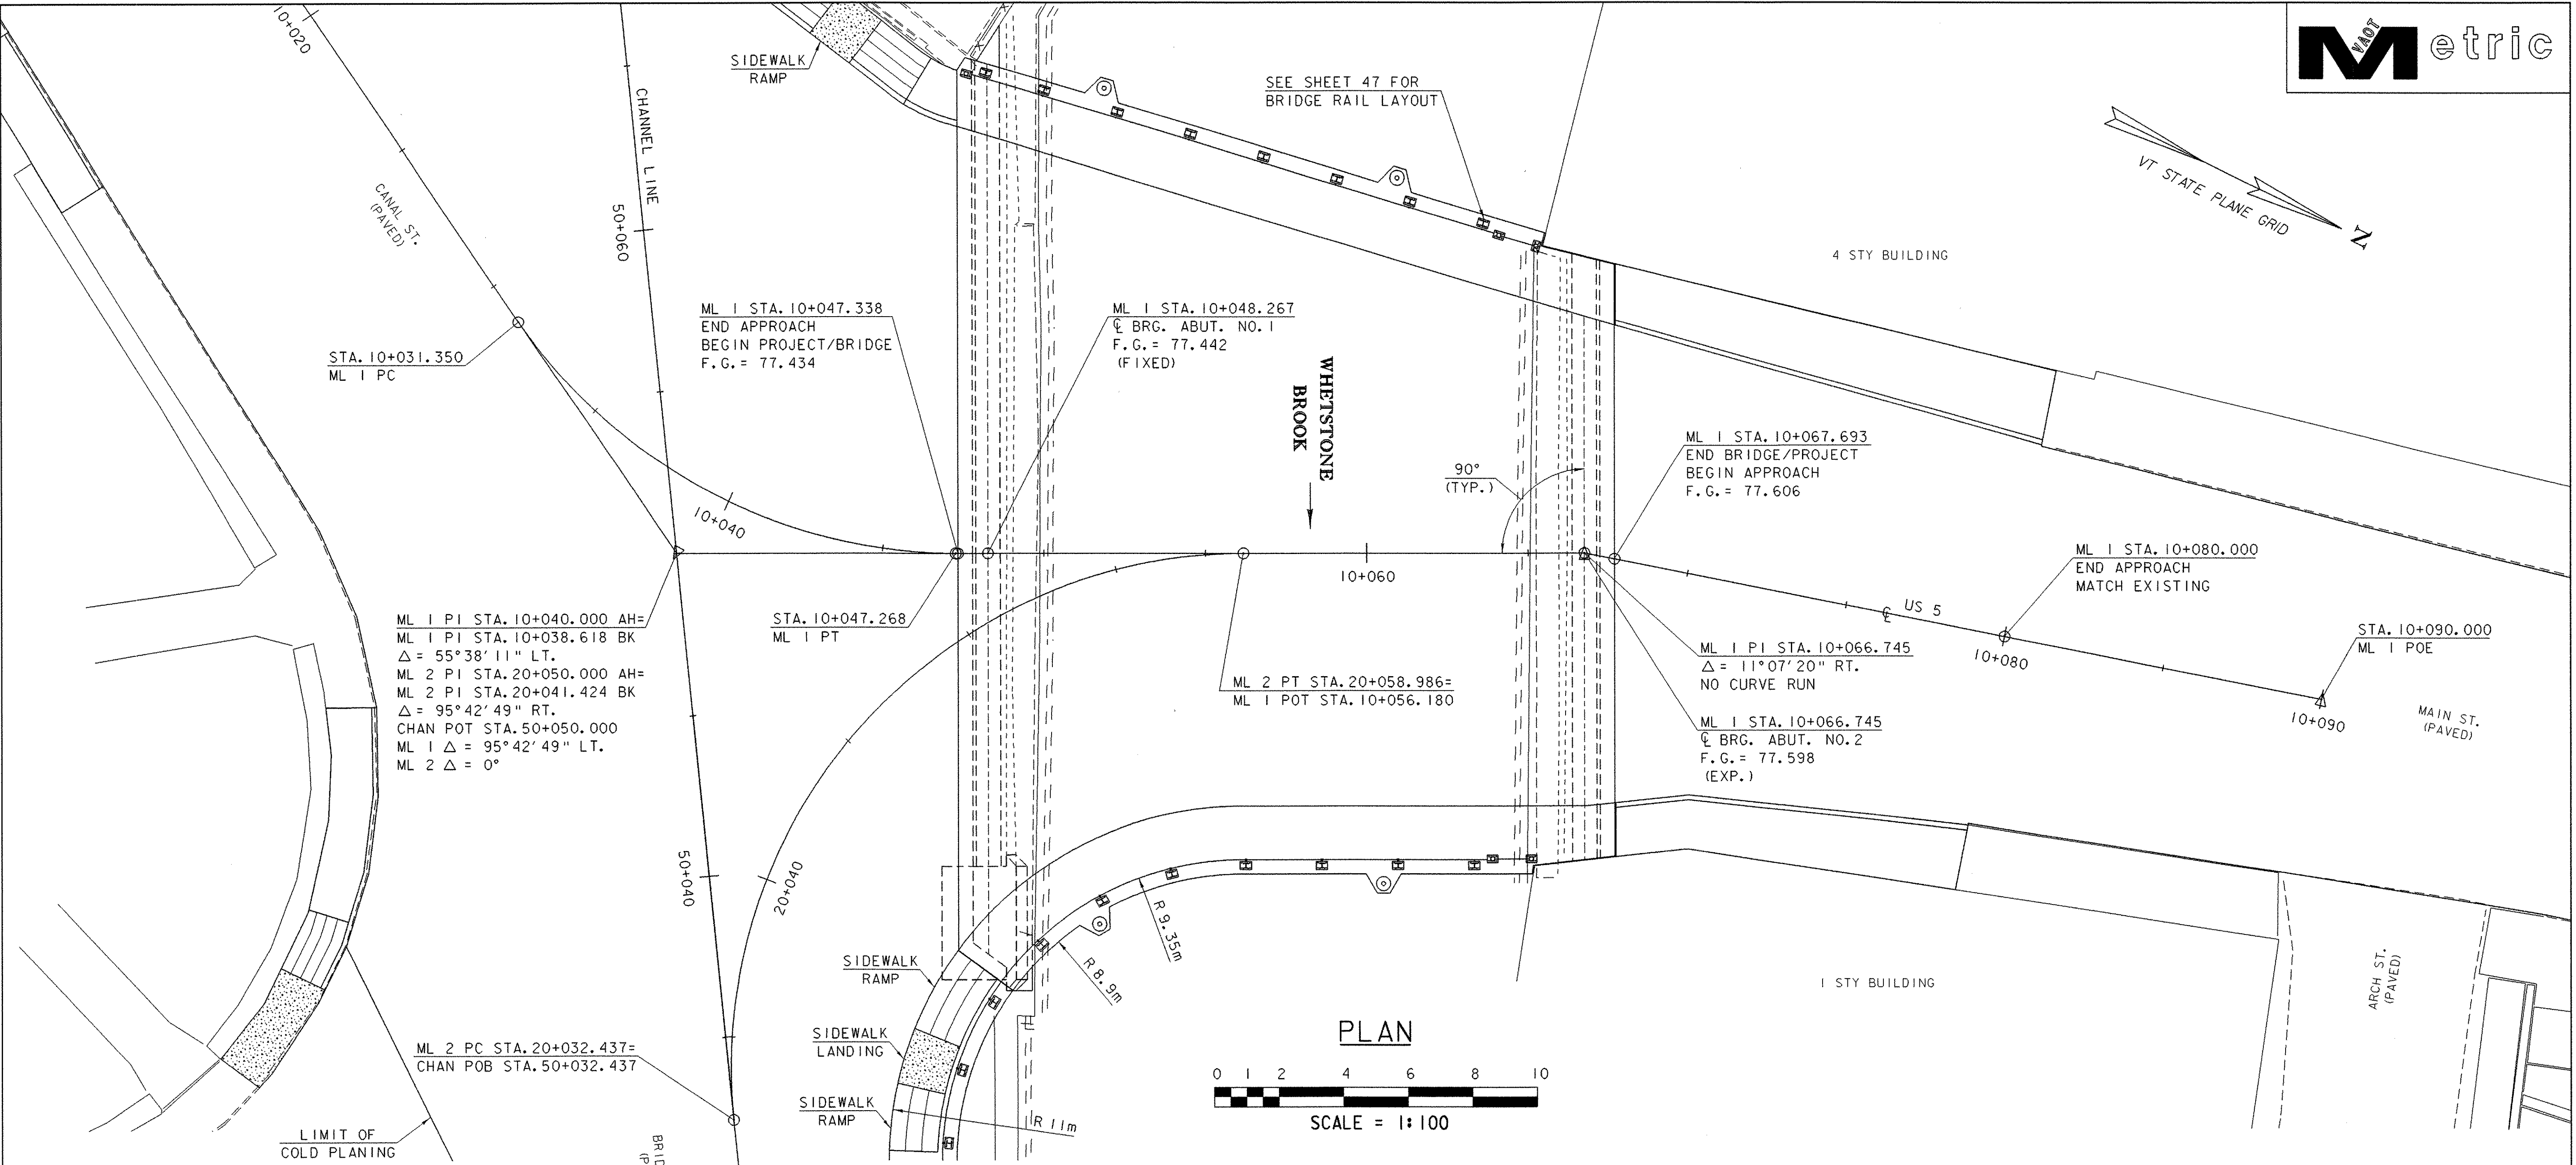 10+020
SIDEWALK
RAMP
CHANNEL LINE
SEE SHEET 47 FOR
BRIDGE RAIL LAYOUT
VAOT
Metric
VT STATE PLANE GRID
N
CANAL ST.
(PAVED)
50+060
4 STY BUILDING
STA. 10+031.350
ML 1 PC
ML 1 STA. 10+047.338
END APPROACH
BEGIN PROJECT/BRIDGE
F.G.= 77.434
ML 1 STA. 10+048.267
℄ BRG. ABUT. NO. 1
F.G.= 77.442
(FIXED)
WHETSTONE
BROOK
90°
(TYP.)
ML 1 STA. 10+067.693
END BRIDGE/PROJECT
BEGIN APPROACH
F.G.= 77.606
10+040
10+060
ML 1 STA. 10+080.000
END APPROACH
MATCH EXISTING
℄ US 5
10+080
ML 1 PI STA. 10+040.000 AH=
ML 1 PI STA. 10+038.618 BK
△ = 55°38'11" LT.
ML 2 PI STA. 20+050.000 AH=
ML 2 PI STA. 20+041.424 BK
△ = 95°42'49" RT.
CHAN POT STA. 50+050.000
ML 1 △ = 95°42'49" LT.
ML 2 △ = 0°
STA. 10+047.268
ML 1 PT
ML 2 PT STA. 20+058.986=
ML 1 POT STA. 10+056.180
ML 1 PI STA. 10+066.745
△ = 11°07'20" RT.
NO CURVE RUN
ML 1 STA. 10+066.745
℄ BRG. ABUT. NO. 2
F.G.= 77.598
(EXP.)
STA. 10+090.000
ML 1 POE
10+090
MAIN ST.
(PAVED)
50+040
20+040
R 9.35m
R 8.9m
SIDEWALK
RAMP
SIDEWALK
LANDING
SIDEWALK
RAMP
R 11m
1 STY BUILDING
ARCH ST.
(PAVED)
ML 2 PC STA. 20+032.437=
CHAN POB STA. 50+032.437
LIMIT OF
COLD PLANING
PLAN
0 1 2 4 6 8 10
SCALE = 1:100